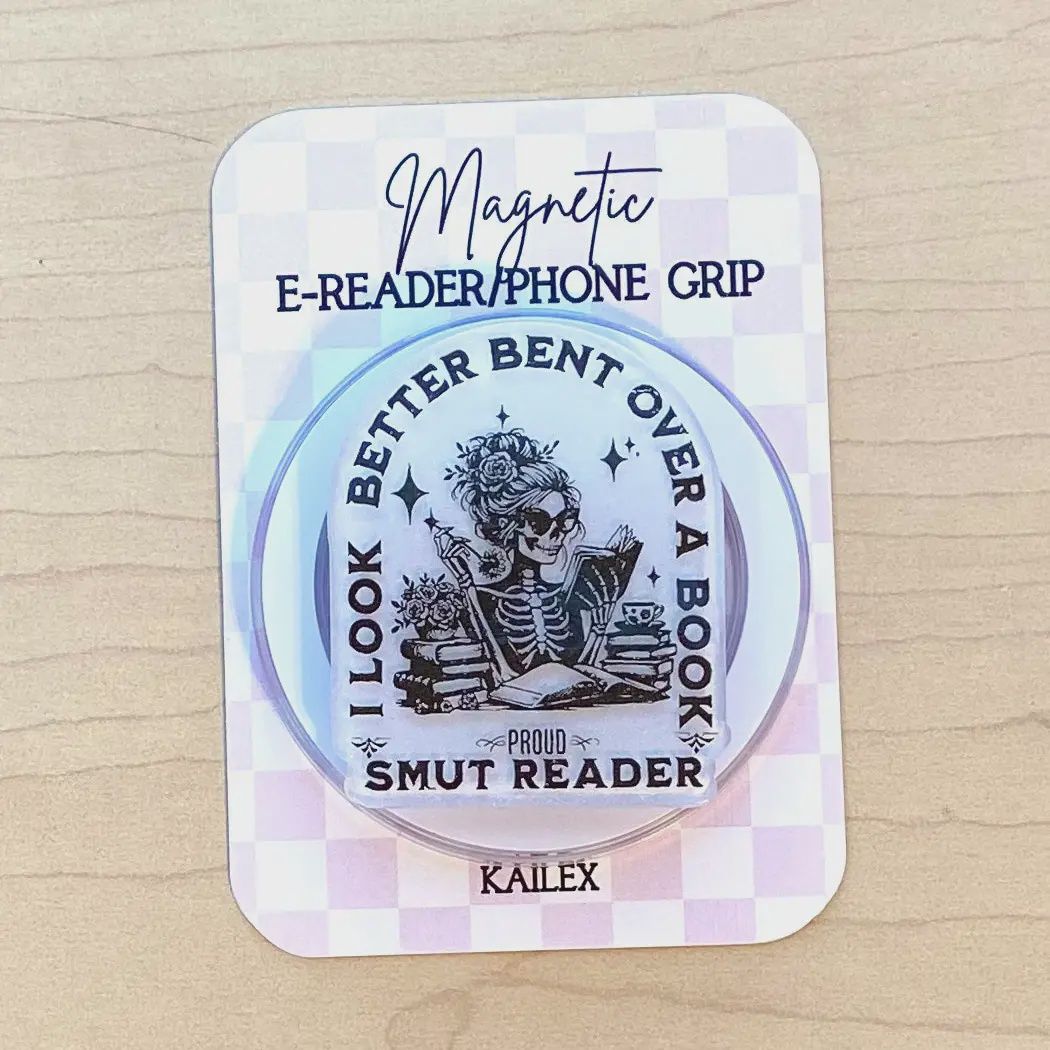 Magnetic
E-READER/PHONE GRIP
I LOOK BETTER BENT OVER A BOOK
PROUD
SMUT READER
KAILEX